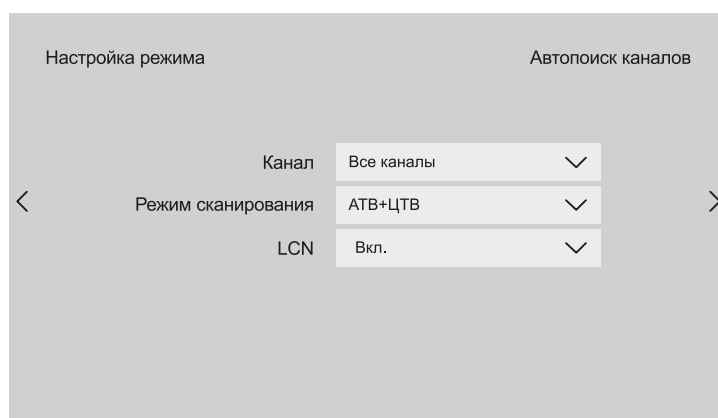 Настройка режима Автопоиск каналов
Канал Все каналы
Режим сканирования АТВ+ЦТВ
LCN Вкл.